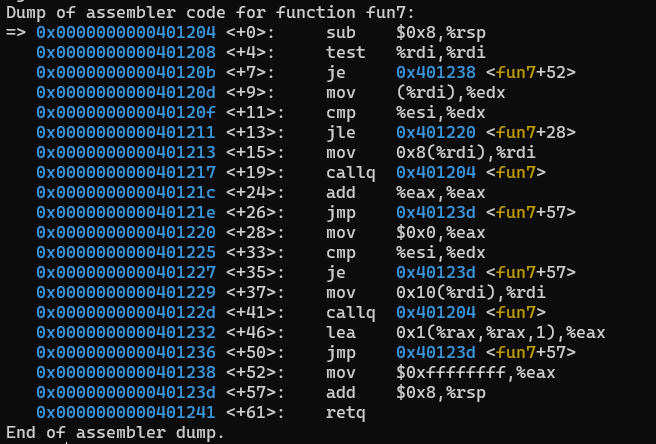 Dump of assembler code for function fun7:
=> 0x0000000000401204 <+0>: sub $0x8,%rsp
0x0000000000401208 <+4>: test %rdi,%rdi
0x000000000040120b <+7>: je 0x401238 <fun7+52>
0x000000000040120d <+9>: mov (%rdi),%edx
0x000000000040120f <+11>: cmp %esi,%edx
0x0000000000401211 <+13>: jle 0x401220 <fun7+28>
0x0000000000401213 <+15>: mov 0x8(%rdi),%rdi
0x0000000000401217 <+19>: callq 0x401204 <fun7>
0x000000000040121c <+24>: add %eax,%eax
0x000000000040121e <+26>: jmp 0x40123d <fun7+57>
0x0000000000401220 <+28>: mov $0x0,%eax
0x0000000000401225 <+33>: cmp %esi,%edx
0x0000000000401227 <+35>: je 0x40123d <fun7+57>
0x0000000000401229 <+37>: mov 0x10(%rdi),%rdi
0x000000000040122d <+41>: callq 0x401204 <fun7>
0x0000000000401232 <+46>: lea 0x1(%rax,%rax,1),%eax
0x0000000000401236 <+50>: jmp 0x40123d <fun7+57>
0x0000000000401238 <+52>: mov $0xffffffff,%eax
0x000000000040123d <+57>: add $0x8,%rsp
0x0000000000401241 <+61>: retq
End of assembler dump.